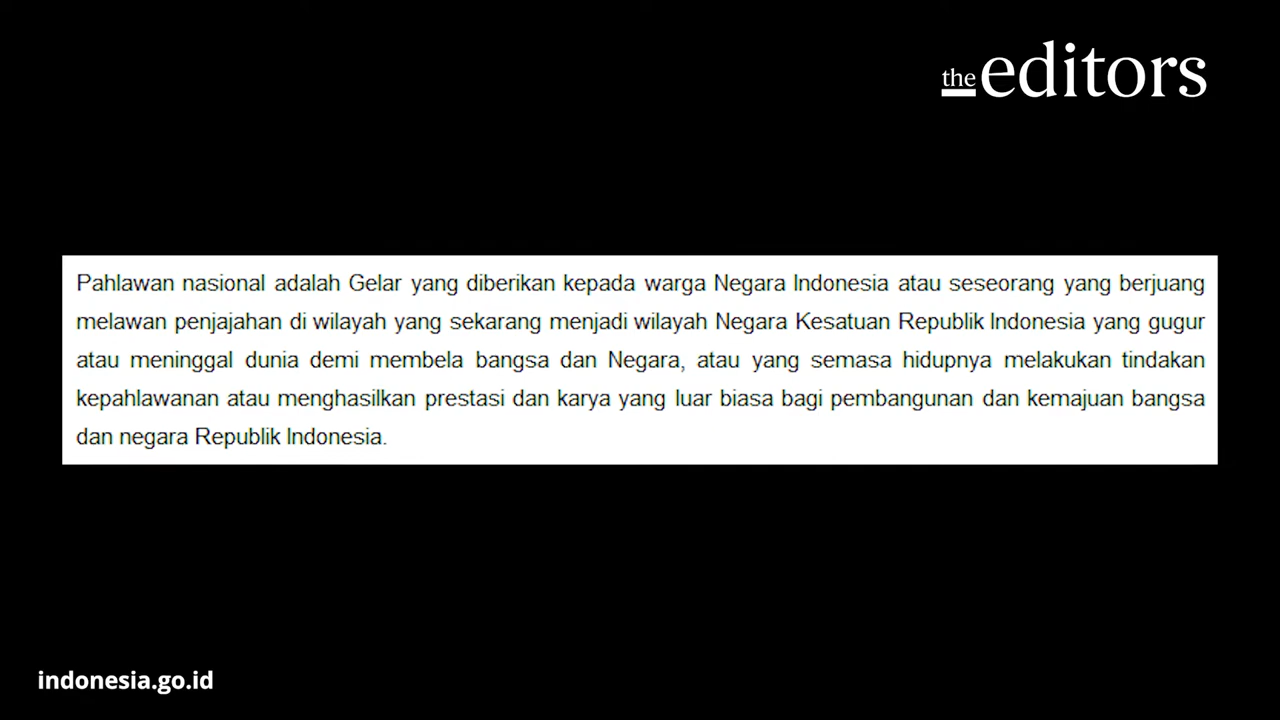 the editors
Pahlawan nasional adalah Gelar yang diberikan kepada warga Negara Indonesia atau seseorang yang berjuang
melawan penjajahan di wilayah yang sekarang menjadi wilayah Negara Kesatuan Republik Indonesia yang gugur
atau meninggal dunia demi membela bangsa dan Negara, atau yang semasa hidupnya melakukan tindakan
kepahlawanan atau menghasilkan prestasi dan karya yang luar biasa bagi pembangunan dan kemajuan bangsa
dan negara Republik Indonesia.
indonesia.go.id